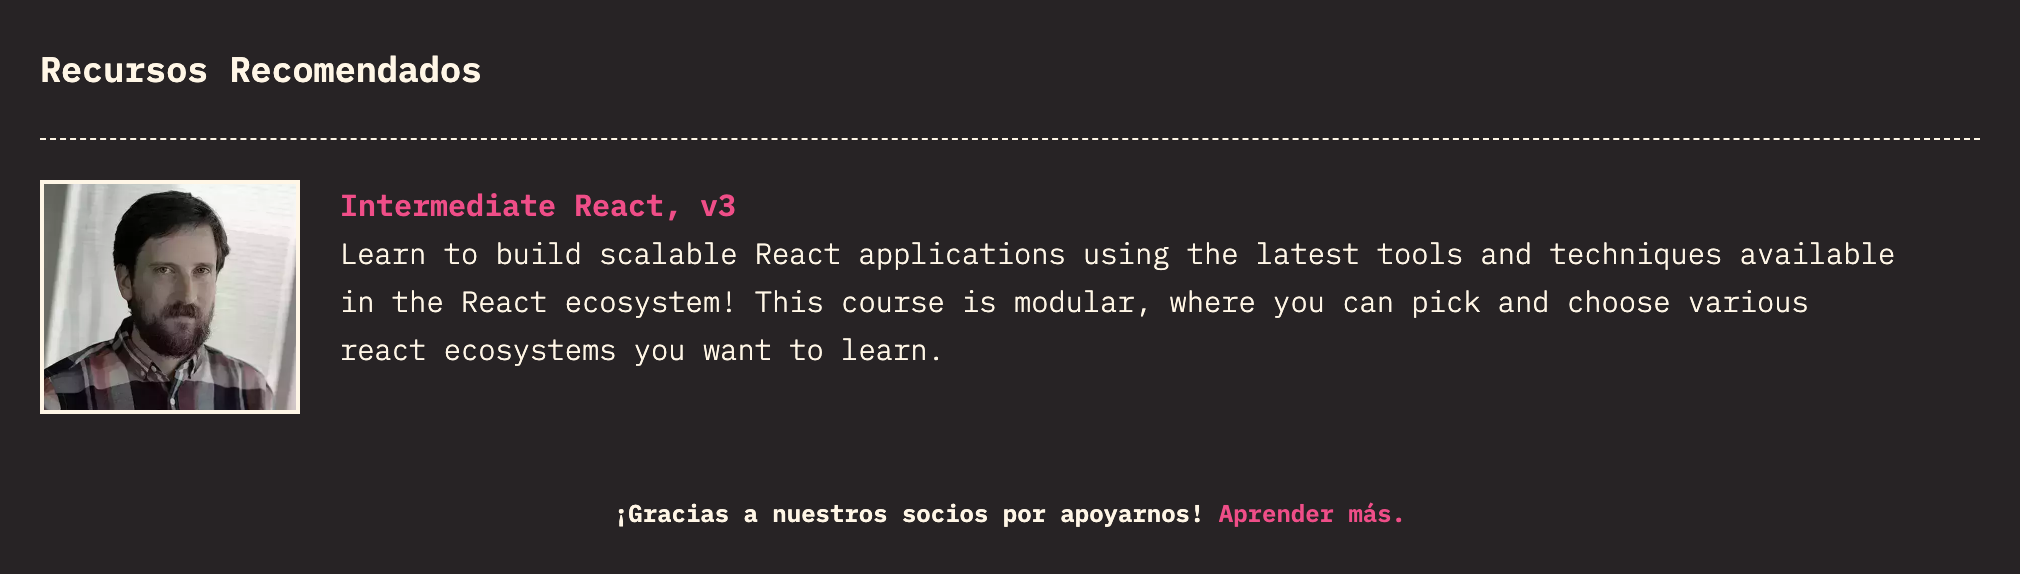 Recursos Recomendados
Intermediate React, v3
Learn to build scalable React applications using the latest tools and techniques available
in the React ecosystem! This course is modular, where you can pick and choose various
react ecosystems you want to learn.
¡Gracias a nuestros socios por apoyarnos! Aprender más.